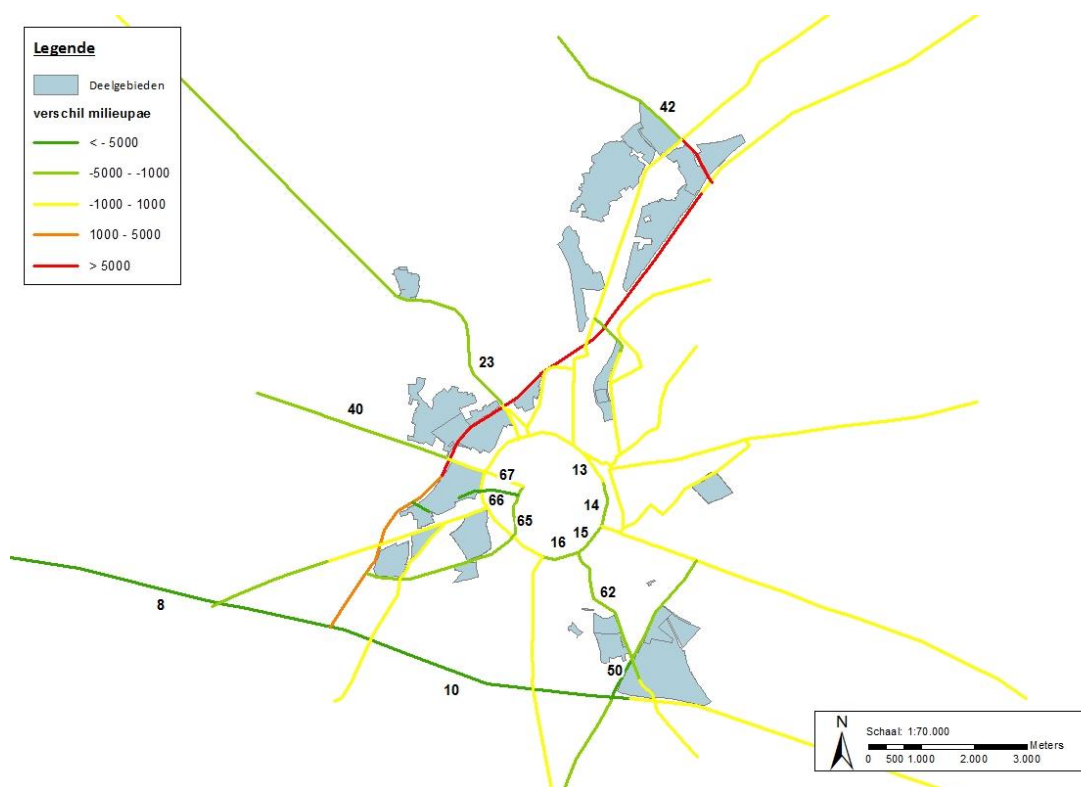 Legende
Deelgebieden
verschil milieupae
< - 5000
-5000 - -1000
-1000 - 1000
1000 - 5000
> 5000
42
23
40
67
13
66
14
65
15
16
62
8
50
10
N
Schaal: 1:70.000
Meters
0 500 1.000 2.000 3.000